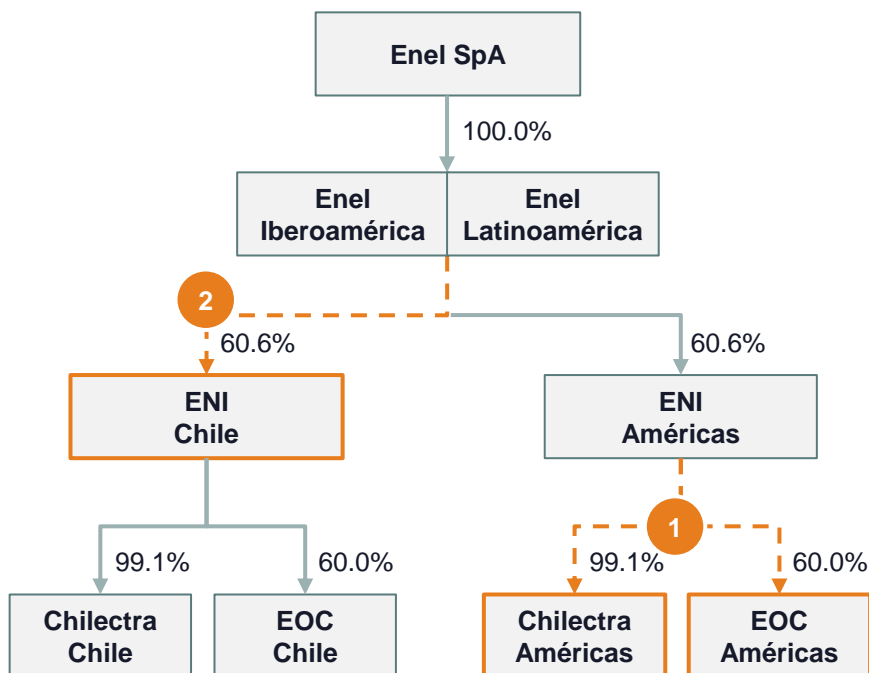 Enel SpA
100.0%
Enel
Iberoamérica
Enel
Latinoamérica
2
60.6%
60.6%
ENI
Chile
ENI
Américas
1
99.1%
60.0%
99.1%
60.0%
Chilectra
Chile
EOC
Chile
Chilectra
Américas
EOC
Américas